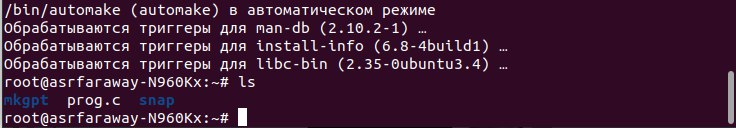 /bin/automake (automake) в автоматическом режиме
Обрабатываются триггеры для man-db (2.10.2-1) …
Обрабатываются триггеры для install-info (6.8-4build1) …
Обрабатываются триггеры для libc-bin (2.35-0ubuntu3.4) …
root@asrfaraway-N960Kx:~# ls
mkgpt  prog.c  snap
root@asrfaraway-N960Kx:~#